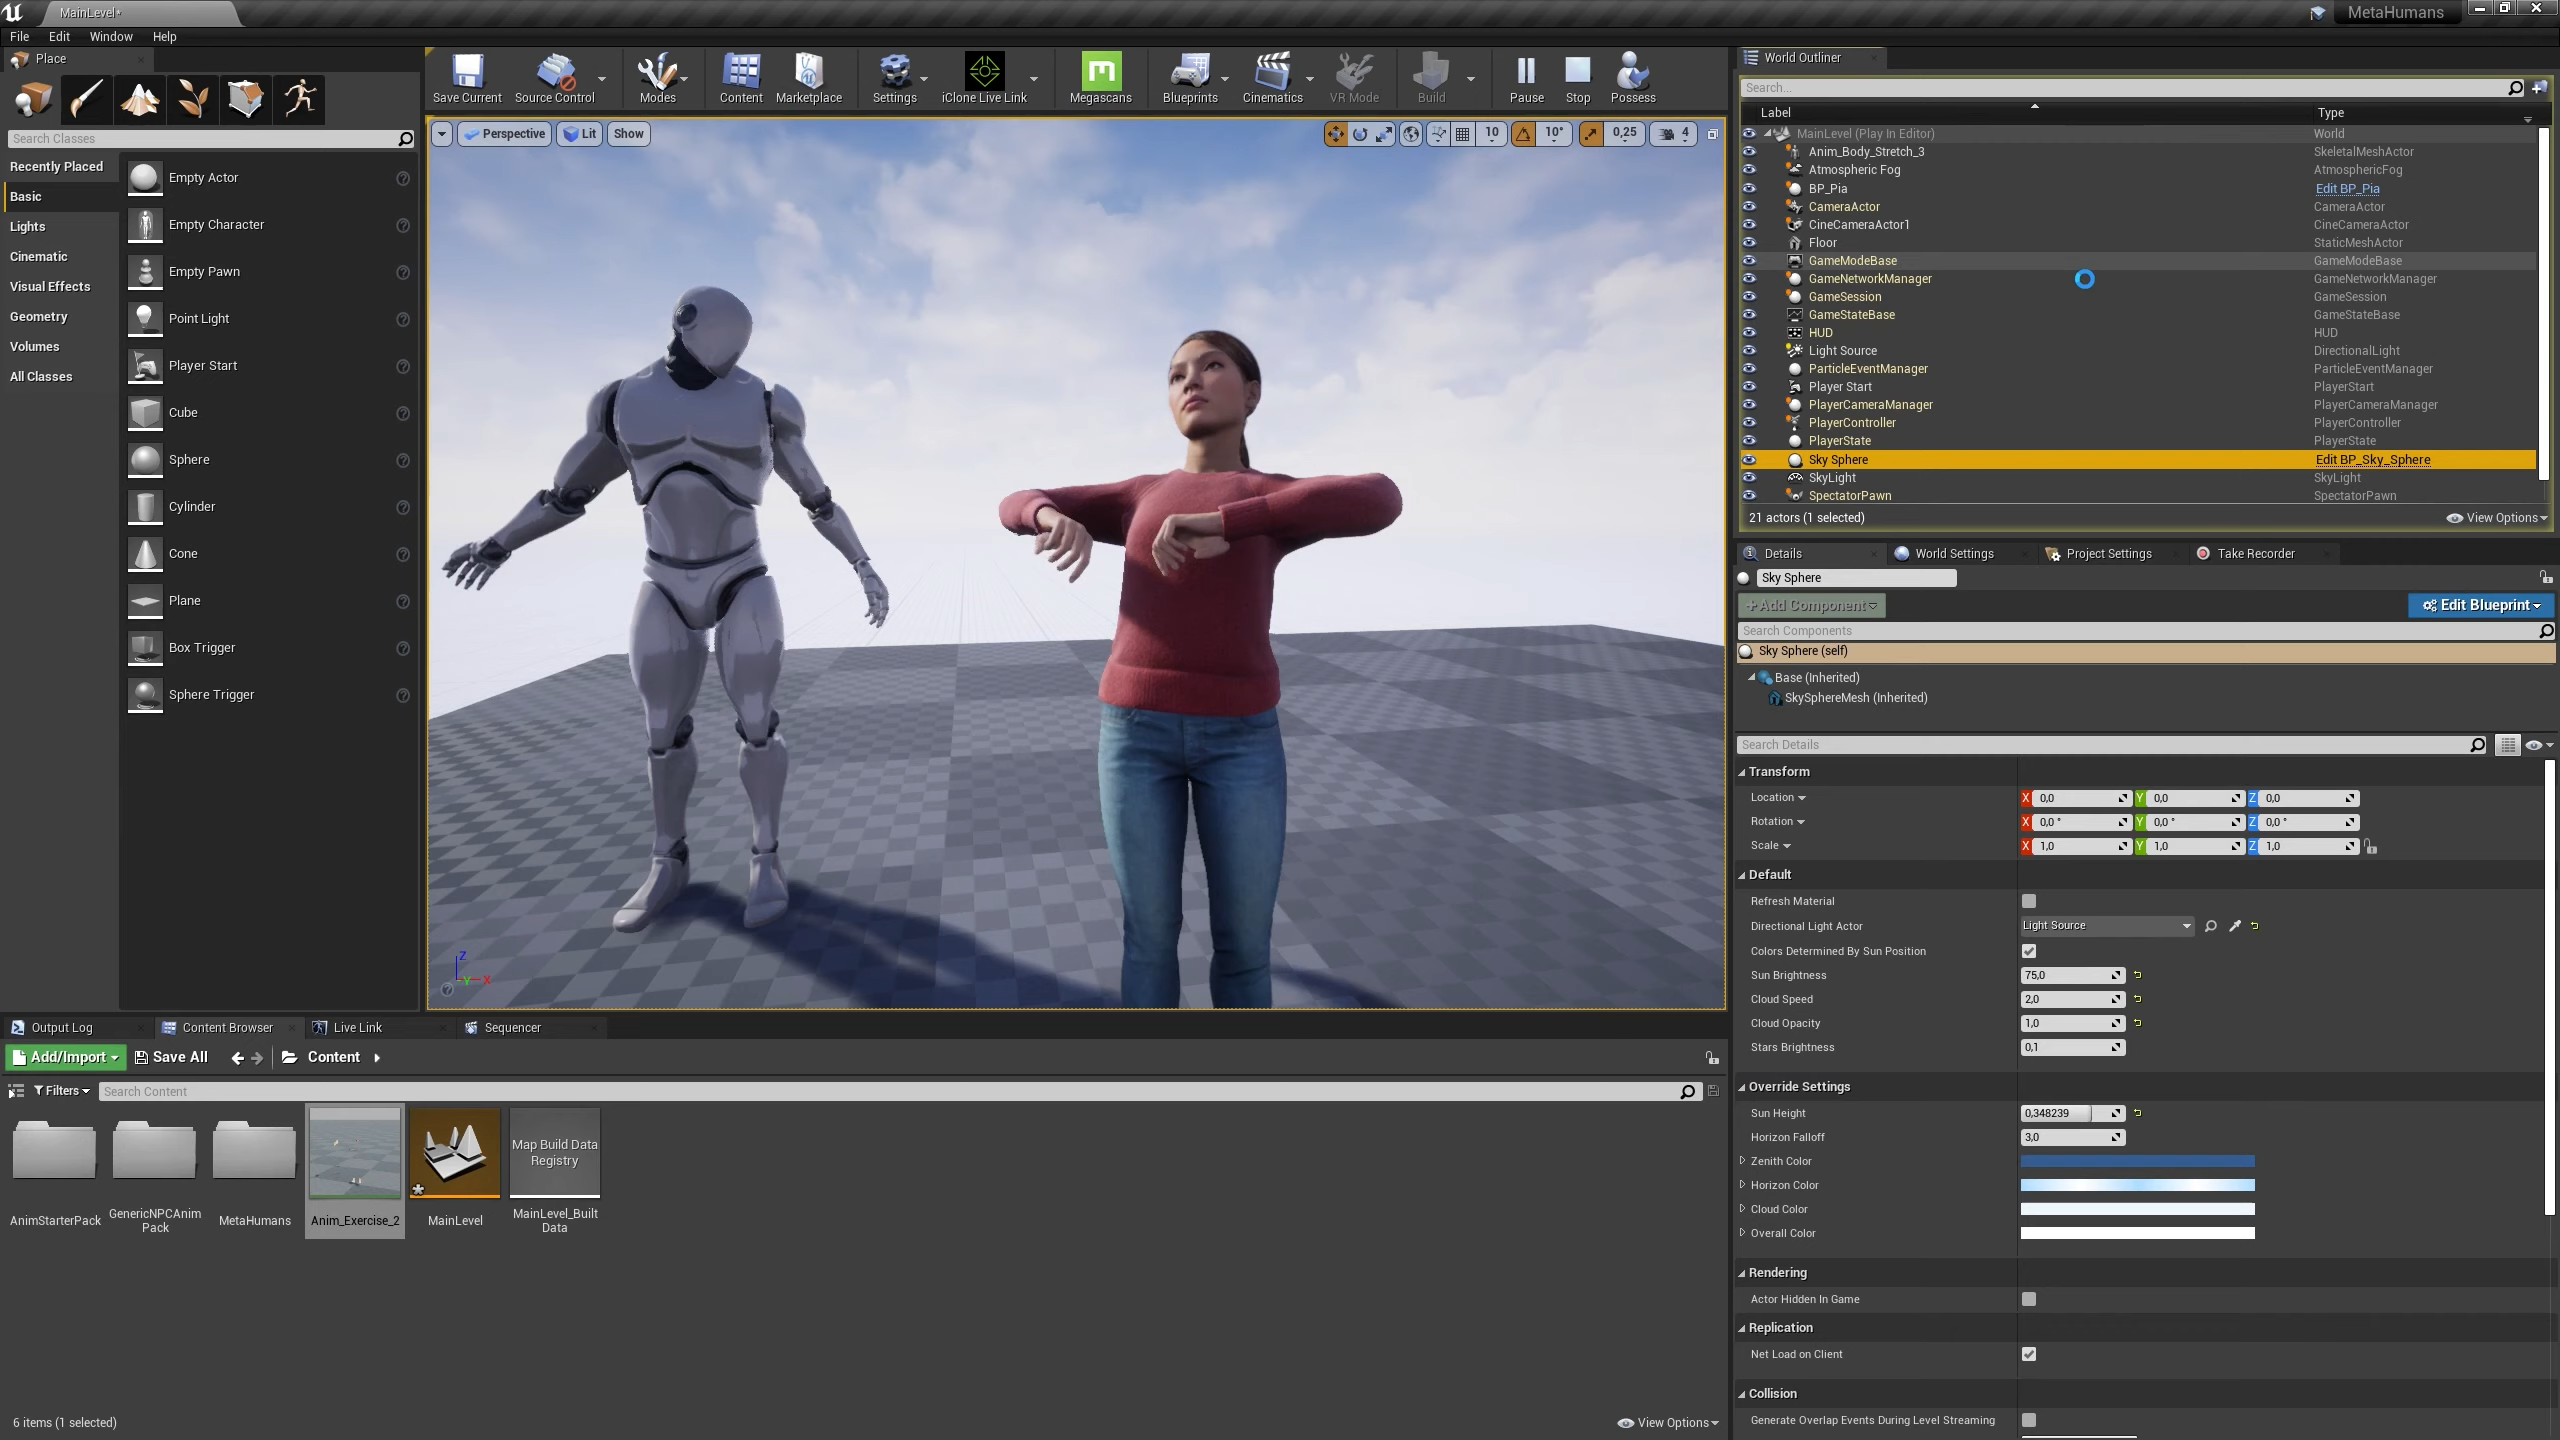 MainLevel*
MetaHumans
File Edit Window Help
Place
Search Classes
Recently Placed
Basic
Lights
Cinematic
Visual Effects
Geometry
Volumes
All Classes
Empty Actor
Empty Character
Empty Pawn
Point Light
Player Start
Cube
Sphere
Cylinder
Cone
Plane
Box Trigger
Sphere Trigger
Save Current Source Control Modes Content Marketplace Settings iClone Live Link Megascans Blueprints Cinematics VR Mode Build Pause Stop Possess
Perspective Lit Show 10 10° 0,25 4
Z
Y X
World Outliner
Search...
Label Type
MainLevel (Play In Editor) World
Anim_Body_Stretch_3 SkeletalMeshActor
Atmospheric Fog AtmosphericFog
BP_Pia Edit BP_Pia
CameraActor CameraActor
CineCameraActor1 CineCameraActor
Floor StaticMeshActor
GameModeBase GameModeBase
GameNetworkManager GameNetworkManager
GameSession GameSession
GameStateBase GameStateBase
HUD HUD
Light Source DirectionalLight
ParticleEventManager ParticleEventManager
Player Start PlayerStart
PlayerCameraManager PlayerCameraManager
PlayerController PlayerController
PlayerState PlayerState
Sky Sphere Edit BP_Sky_Sphere
SkyLight SkyLight
SpectatorPawn SpectatorPawn
21 actors (1 selected) View Options
Details World Settings Project Settings Take Recorder
Sky Sphere
+Add Component Edit Blueprint
Search Components
Sky Sphere (self)
Base (Inherited)
SkySphereMesh (Inherited)
Search Details
Transform
Location X 0,0 Y 0,0 Z 0,0
Rotation X 0,0 ° Y 0,0 ° Z 0,0 °
Scale X 1,0 Y 1,0 Z 1,0
Default
Refresh Material
Directional Light Actor Light Source
Colors Determined By Sun Position
Sun Brightness 75,0
Cloud Speed 2,0
Cloud Opacity 1,0
Stars Brightness 0,1
Override Settings
Sun Height 0,348239
Horizon Falloff 3,0
Zenith Color
Horizon Color
Cloud Color
Overall Color
Rendering
Actor Hidden In Game
Replication
Net Load on Client
Collision
Generate Overlap Events During Level Streaming
Output Log Content Browser Live Link Sequencer
Add/Import Save All Content
Filters Search Content
Map Build Data
Registry
AnimStarterPack
GenericNPCAnim
Pack
MetaHumans
Anim_Exercise_2
MainLevel
MainLevel_Built
Data
6 items (1 selected) View Options